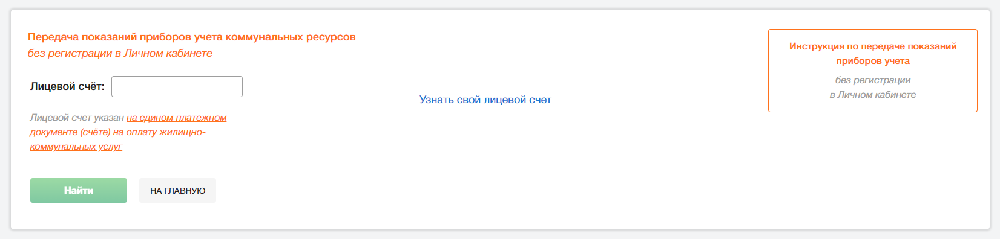 Передача показаний приборов учета коммунальных ресурсов
без регистрации в Личном кабинете
Лицевой счёт:
Лицевой счет указан на едином платежном
документе (счёте) на оплату жилищно-
коммунальных услуг
Найти
НА ГЛАВНУЮ
Узнать свой лицевой счет
Инструкция по передаче показаний
приборов учета
без регистрации
в Личном кабинете